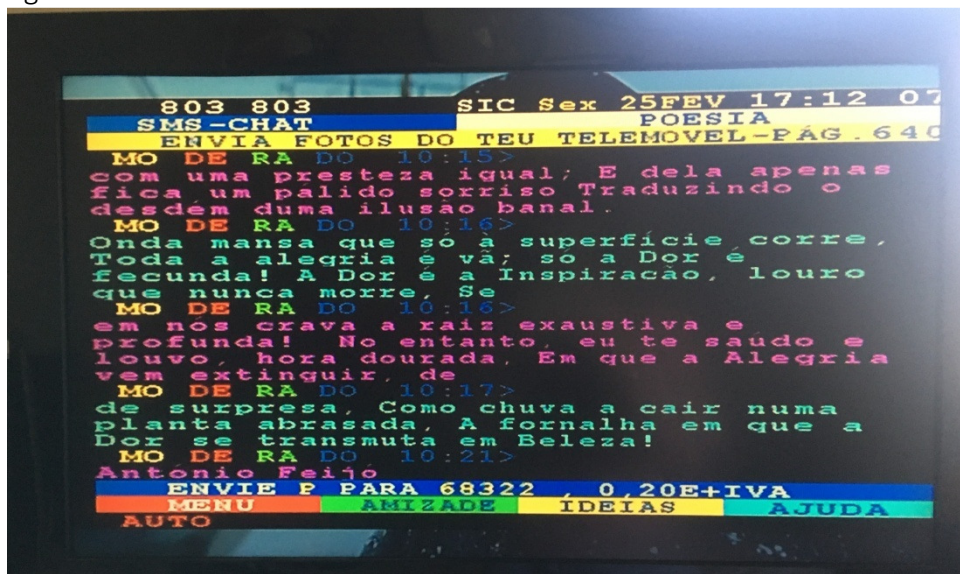 803 803 SIC Sex 25FEV 17:12 07
SMS-CHAT POESIA
ENVIA FOTOS DO TEU TELEMOVEL-PÁG.640
MO DE RA DO 10:15>
com uma presteza igual; E dela apenas
fica um pálido sorriso Traduzindo o
desdém duma ilusão banal.
MO DE RA DO 10:16>
Onda mansa que só à superfície corre,
Toda a alegria é vã; só a Dor é
fecunda! A Dor é a Inspiracão, louro
que nunca morre, Se
MO DE RA DO 10:16>
em nós crava a raiz exaustiva e
profunda! No entanto, eu te saúdo e
louvo, hora dourada, Em que a Alegria
vem extinguir, de
MO DE RA DO 10:17>
de surpresa, Como chuva a cair numa
planta abrasada, A fornalha em que a
Dor se transmuta em Beleza!
MO DE RA DO 10:21>
António Feijó
ENVIE P PARA 68322 , 0,20E+IVA
MENU AMIZADE IDEIAS AJUDA
AUTO